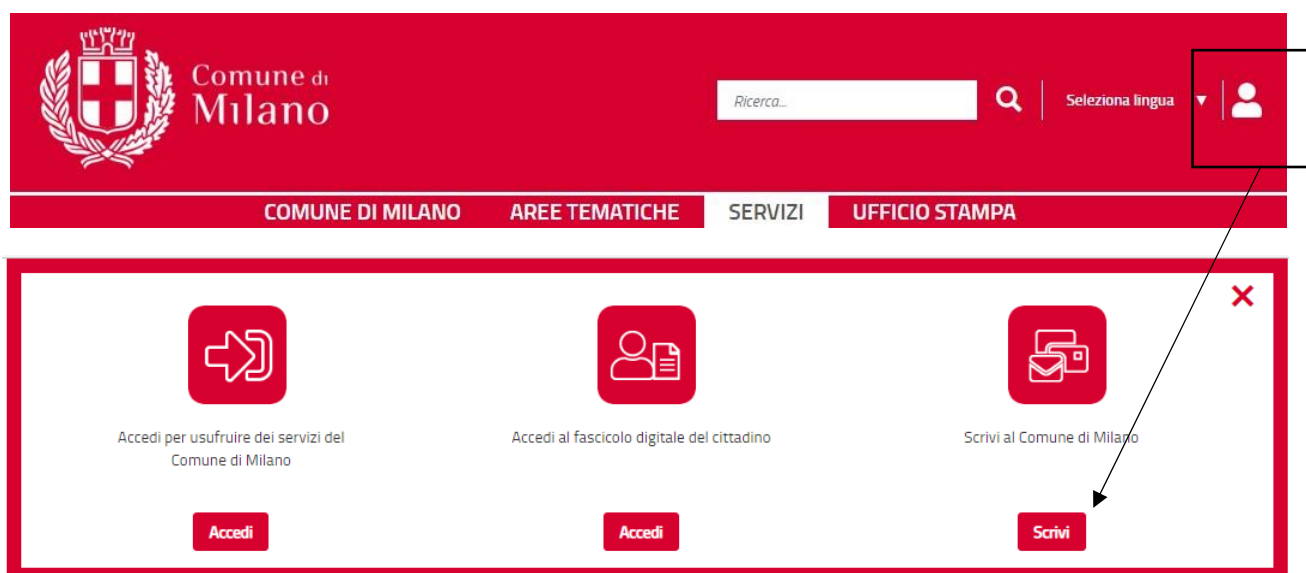 Comune di
Milano
Ricerca...
Seleziona lingua
COMUNE DI MILANO AREE TEMATICHE SERVIZI UFFICIO STAMPA
Accedi per usufruire dei servizi del
Comune di Milano
Accedi al fascicolo digitale del cittadino
Scrivi al Comune di Milano
Accedi
Accedi
Scrivi